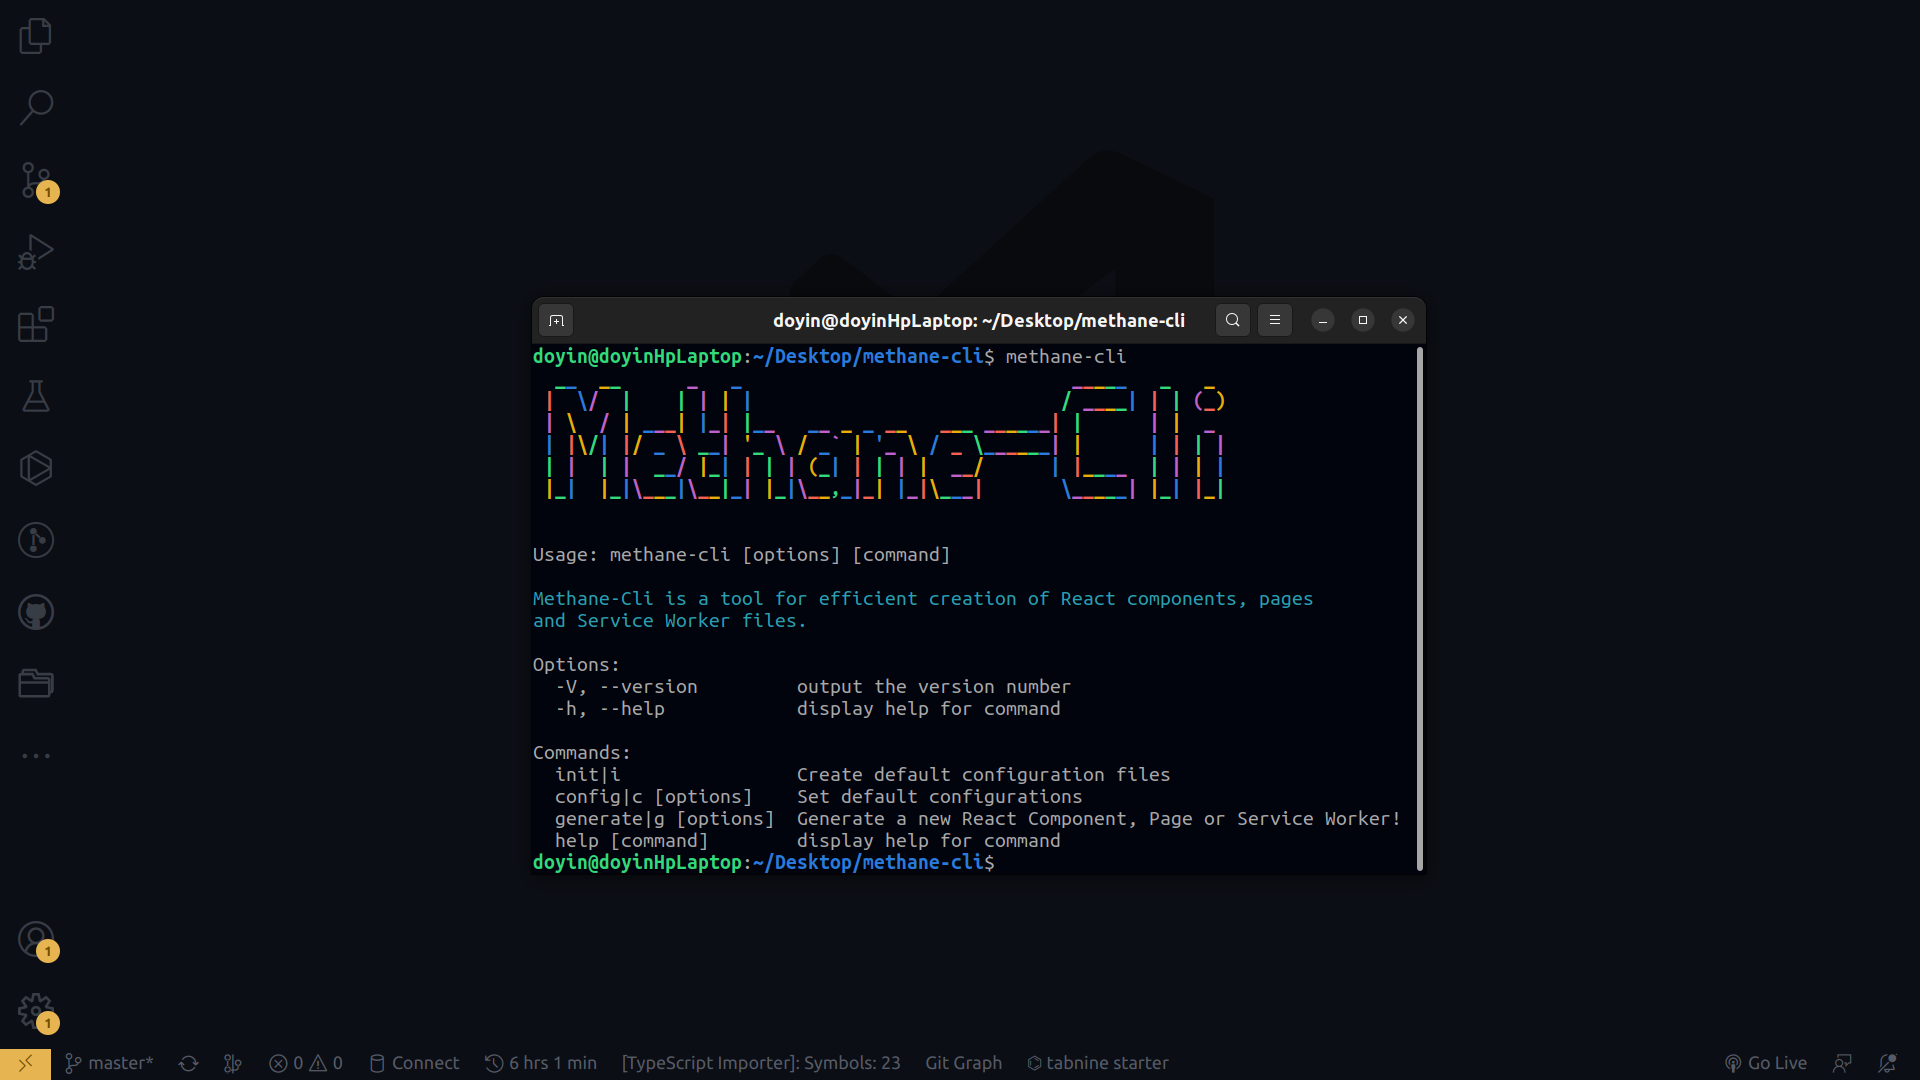 1
doyin@doyinHpLaptop: ~/Desktop/methane-cli
doyin@doyinHpLaptop:~/Desktop/methane-cli$ methane-cli
Methane-Cli
Usage: methane-cli [options] [command]
Methane-Cli is a tool for efficient creation of React components, pages
and Service Worker files.
Options:
-V, --version output the version number
-h, --help display help for command
Commands:
init|i Create default configuration files
config|c [options] Set default configurations
generate|g [options] Generate a new React Component, Page or Service Worker!
help [command] display help for command
doyin@doyinHpLaptop:~/Desktop/methane-cli$
1
1
master* 0 0 Connect 6 hrs 1 min [TypeScript Importer]: Symbols: 23 Git Graph tabnine starter Go Live